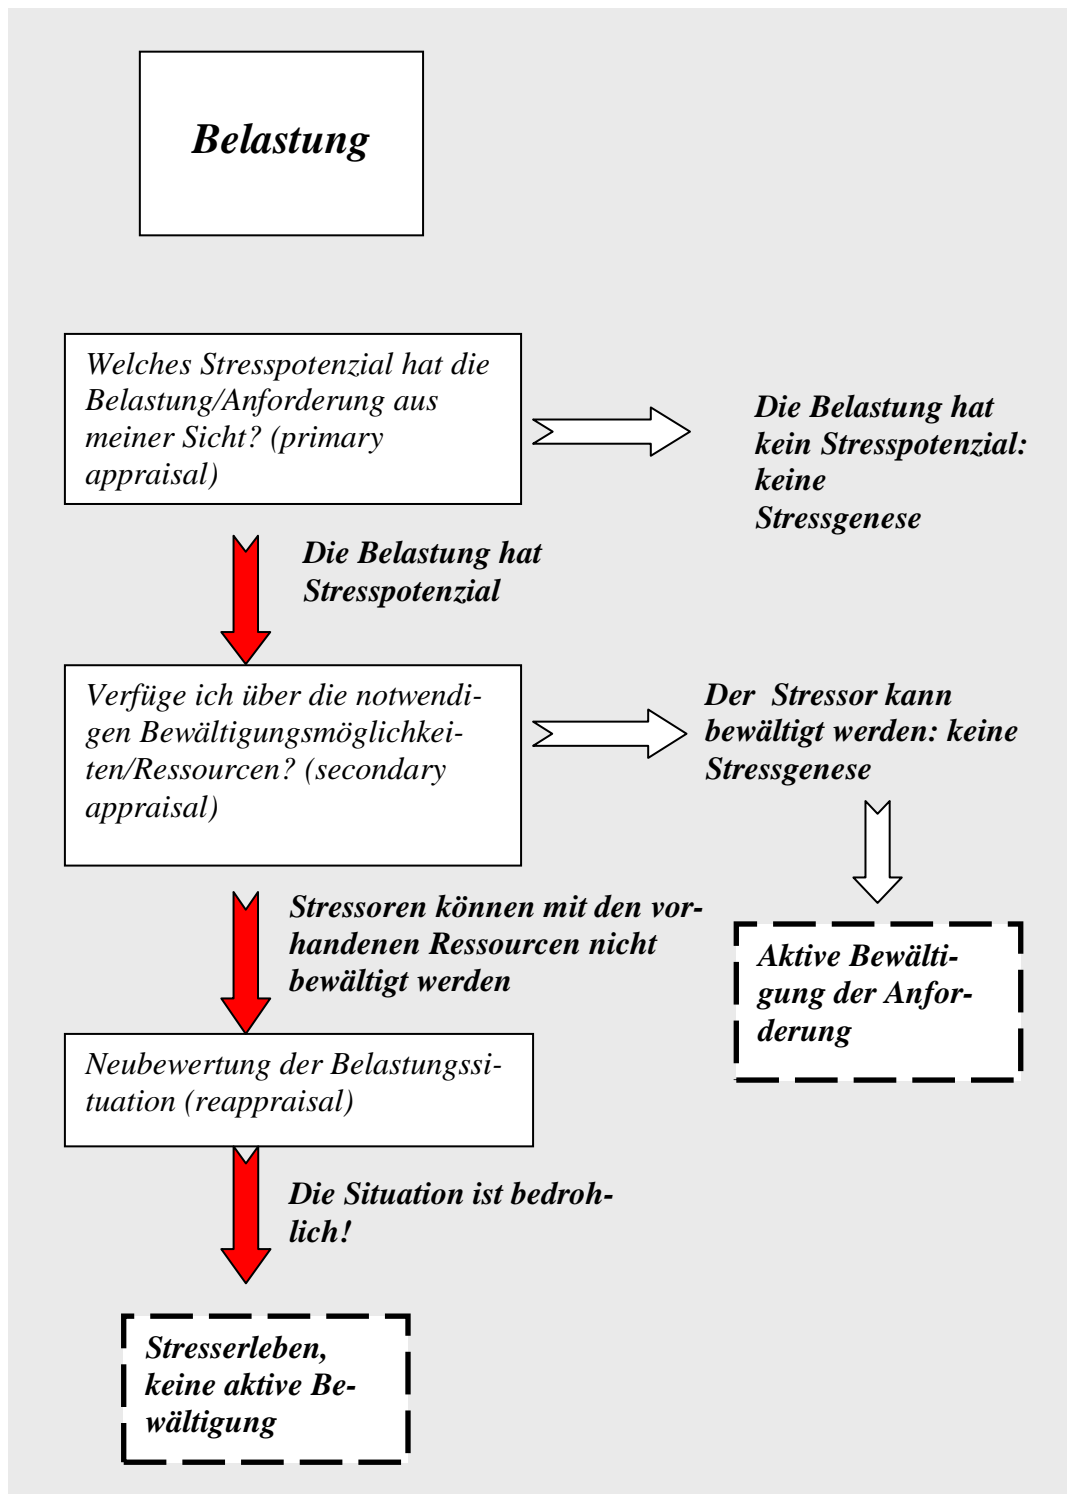 Belastung
Welches Stresspotenzial hat die
Belastung/Anforderung aus
meiner Sicht? (primary
appraisal)
Die Belastung hat
kein Stresspotenzial:
keine
Stressgenese
Die Belastung hat
Stresspotenzial
Verfüge ich über die notwendi-
gen Bewältigungsmöglichkei-
ten/Ressourcen? (secondary
appraisal)
Der  Stressor kann
bewältigt werden: keine
Stressgenese
Stressoren können mit den vor-
handenen Ressourcen nicht
bewältigt werden
Aktive Bewälti-
gung der Anfor-
derung
Neubewertung der Belastungssi-
tuation (reappraisal)
Die Situation ist bedroh-
lich!
Stresserleben,
keine aktive Be-
wältigung